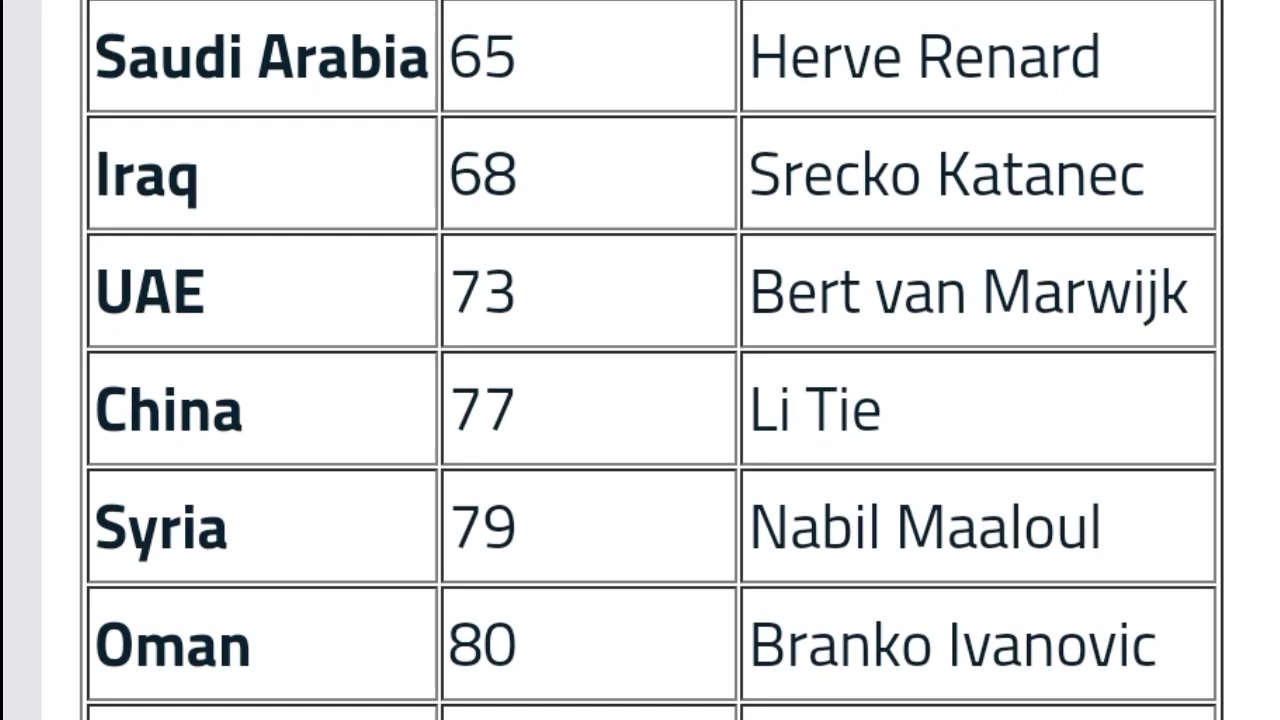 Saudi Arabia 65 Herve Renard
Iraq 68 Srecko Katanec
UAE 73 Bert van Marwijk
China 77 Li Tie
Syria 79 Nabil Maaloul
Oman 80 Branko Ivanovic